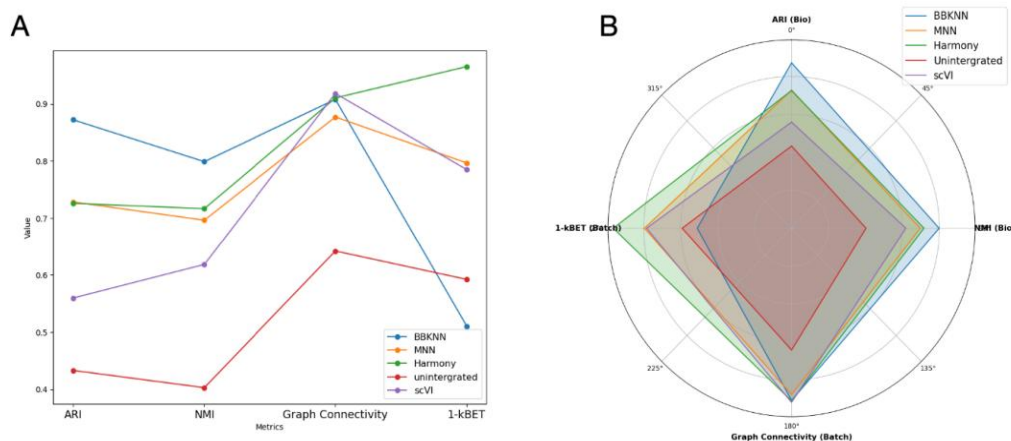 A
0.9
0.8
0.7
0.6
0.5
0.4
Value
ARI
NMI
Graph Connectivity
1-kBET
Metrics
BBKNN
MNN
Harmony
unintergrated
scVI
B
ARI (Bio)
0°
45°
NMI (Bio
135°
180°
Graph Connectivity (Batch)
225°
1-kBET (Batch)
315°
BBKNN
MNN
Harmony
Unintergrated
scVI